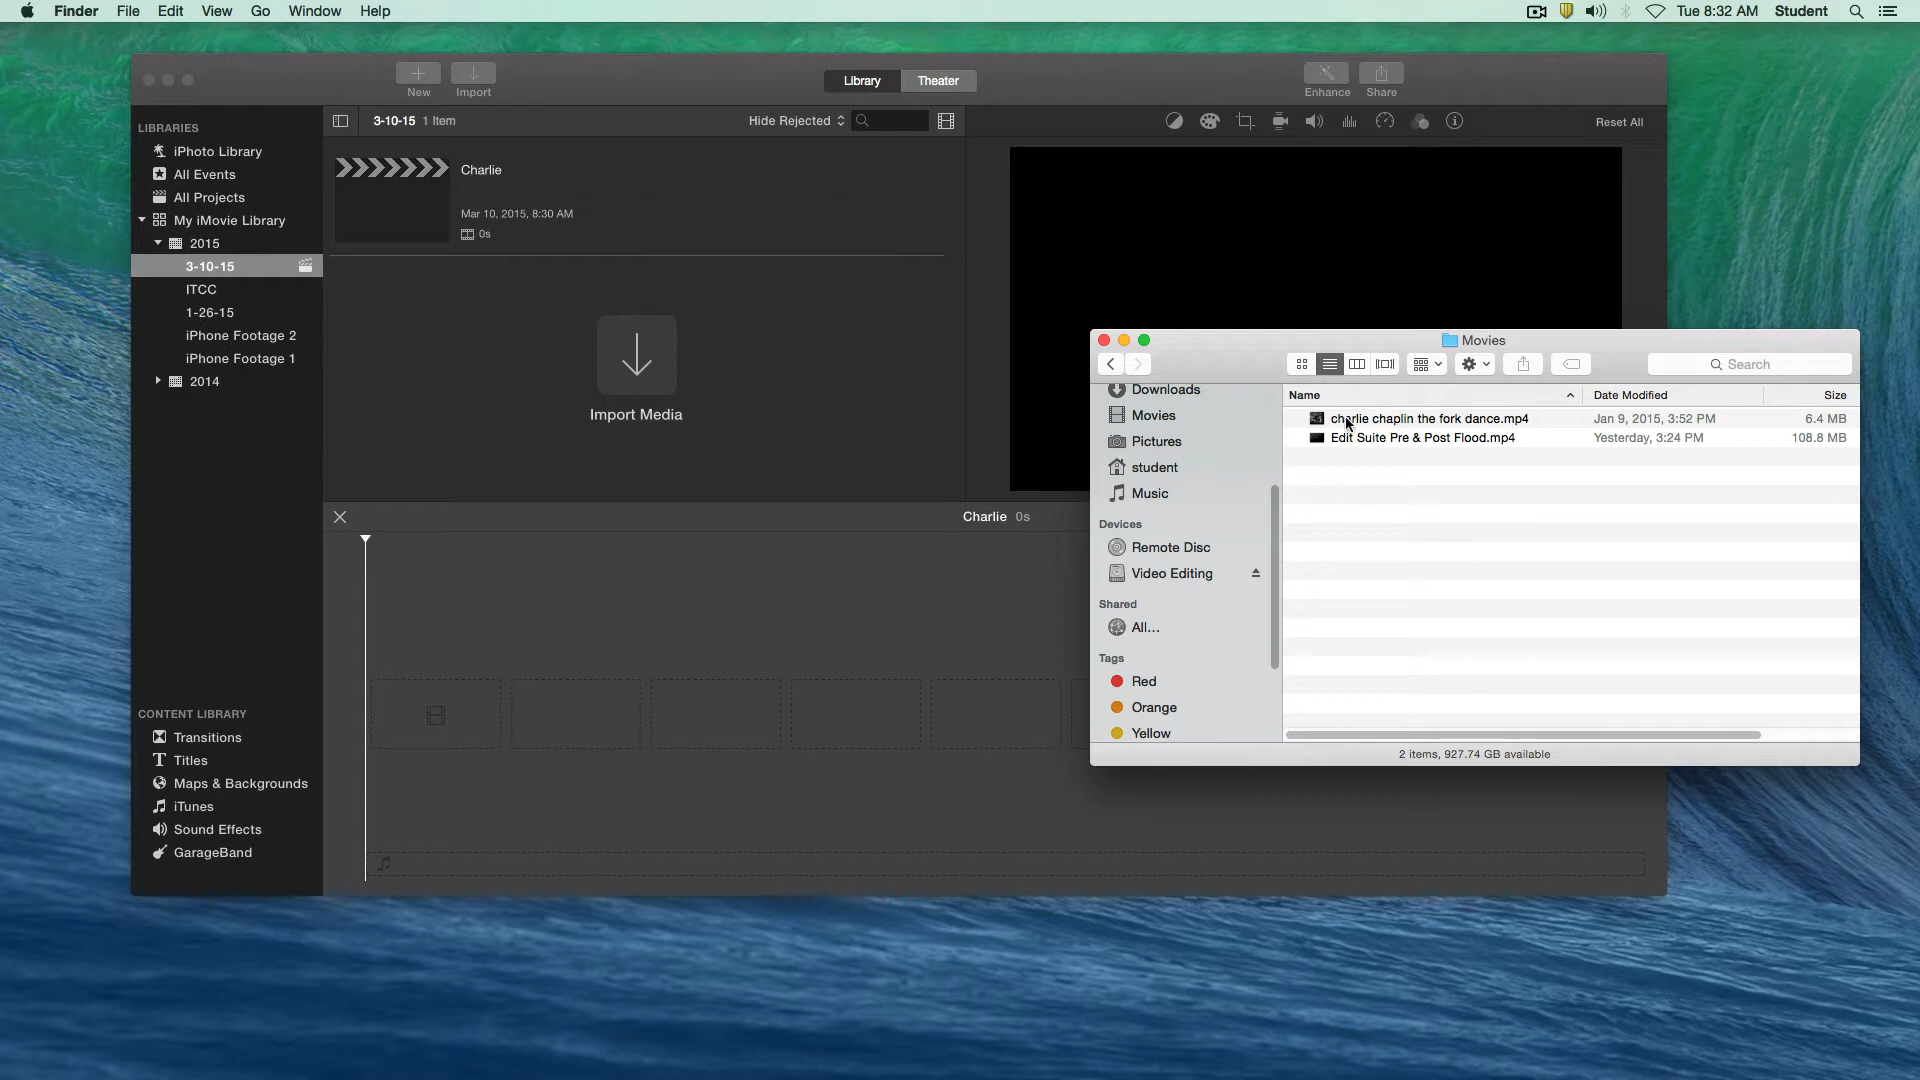 Finder File Edit View Go Window Help
Tue 8:32 AM Student
New Import
Library Theater
Enhance Share
LIBRARIES
iPhoto Library
All Events
All Projects
My iMovie Library
2015
3-10-15
ITCC
1-26-15
iPhone Footage 2
iPhone Footage 1
2014
CONTENT LIBRARY
Transitions
Titles
Maps & Backgrounds
iTunes
Sound Effects
GarageBand
3-10-15 1 Item
Hide Rejected
Reset All
Charlie
Mar 10, 2015, 8:30 AM
0s
Import Media
Charlie 0s
Movies
Search
Downloads
Movies
Pictures
student
Music
Devices
Remote Disc
Video Editing
Shared
All...
Tags
Red
Orange
Yellow
Name Date Modified Size
charlie chaplin the fork dance.mp4 Jan 9, 2015, 3:52 PM 6.4 MB
Edit Suite Pre & Post Flood.mp4 Yesterday, 3:24 PM 108.8 MB
2 items, 927.74 GB available